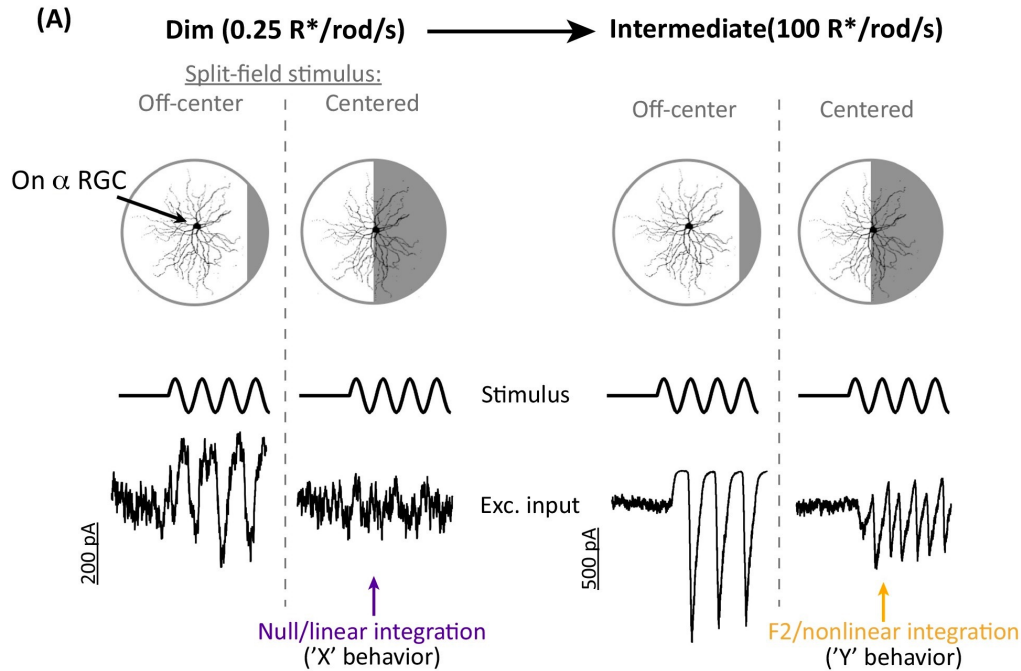 (A)
Dim (0.25 R*/rod/s)
Intermediate(100 R*/rod/s)
Split-field stimulus:
Off-center
Centered
Off-center
Centered
On α RGC
Stimulus
Exc. input
200 pA
500 pA
Null/linear integration
('X' behavior)
F2/nonlinear integration
('Y' behavior)